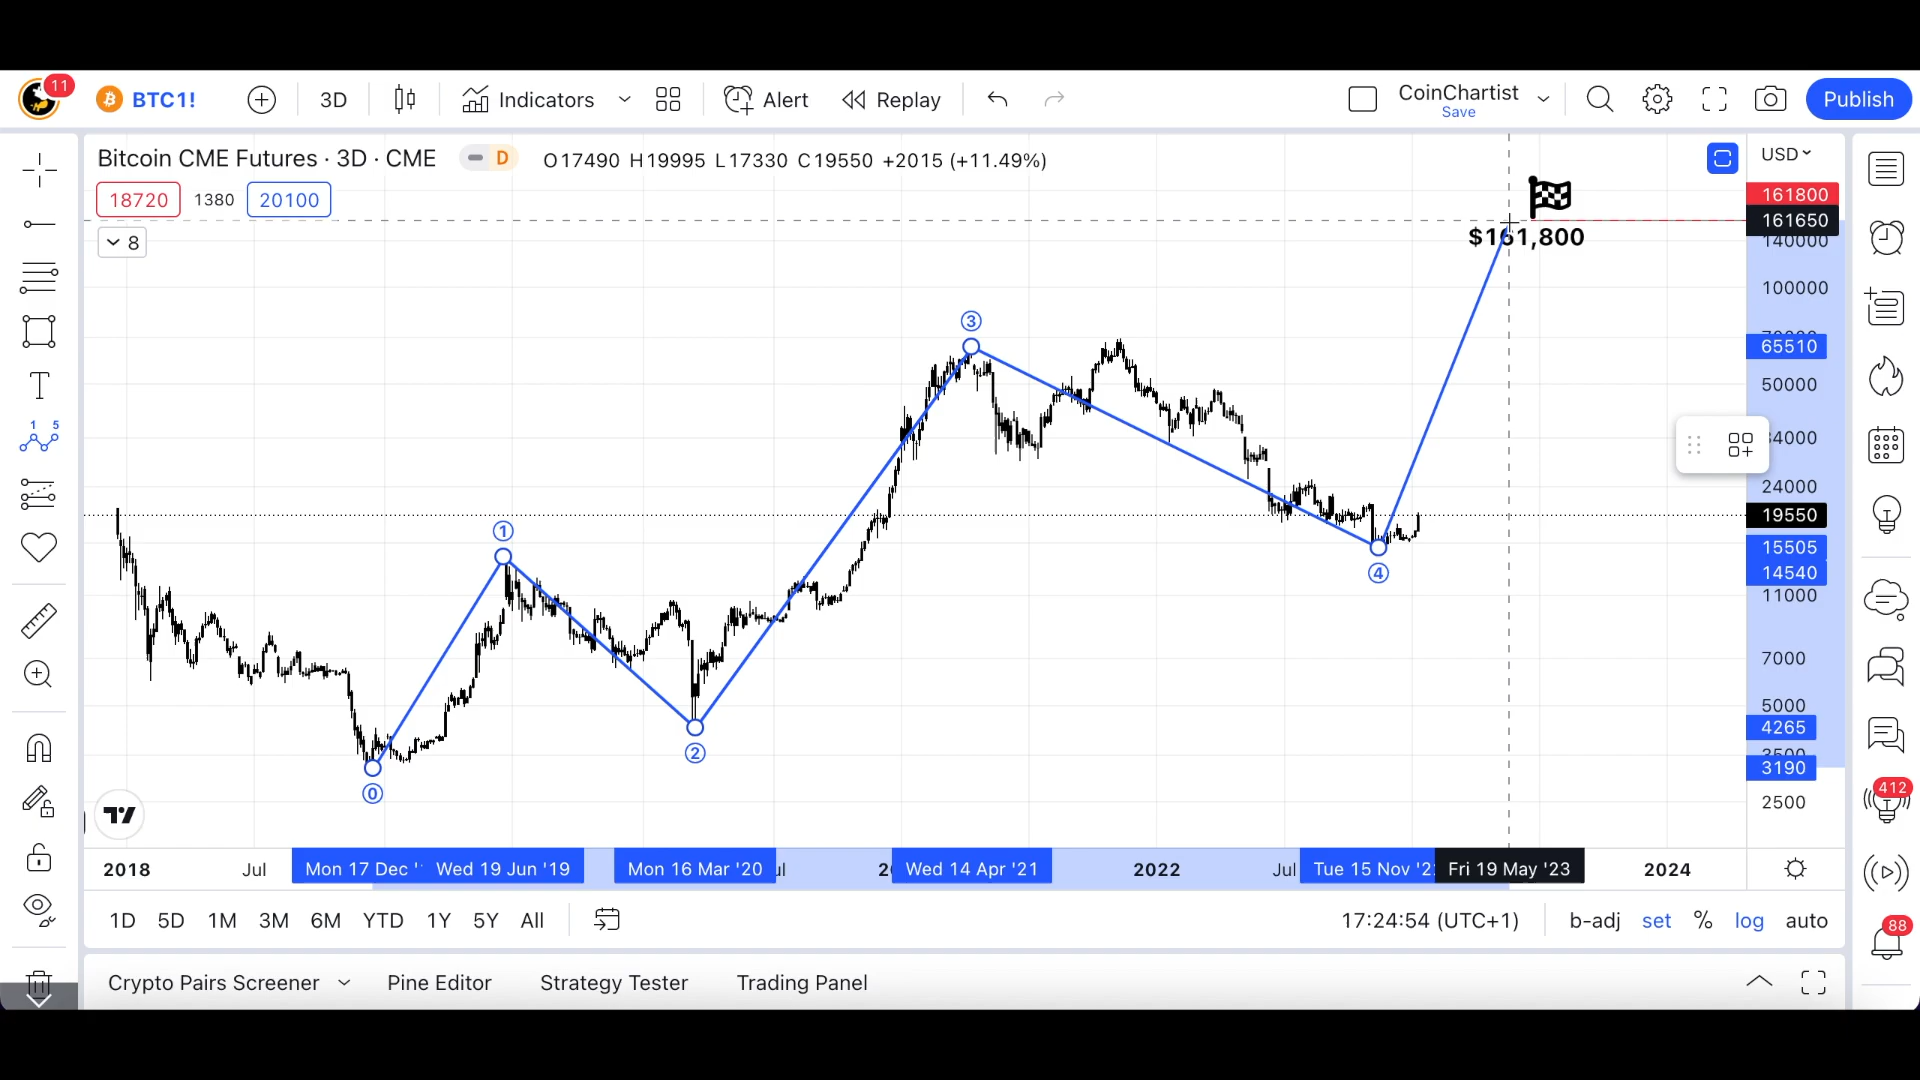 11
BTC1!
3D
Indicators
Alert
Replay
CoinChartist
Save
Publish
Bitcoin CME Futures · 3D · CME
D
O17490 H19995 L17330 C19550 +2015 (+11.49%)
USD
18720
1380
20100
8
161800
161650
140000
$161,800
100000
65510
50000
34000
24000
19550
15505
14540
11000
7000
5000
4265
3500
3190
2500
3
1
4
2
0
1 5
T
412
88
2018
Jul
Mon 17 Dec '
Wed 19 Jun '19
Mon 16 Mar '20
Wed 14 Apr '21
2022
Jul
Tue 15 Nov '2
Fri 19 May '23
2024
1D 5D 1M 3M 6M YTD 1Y 5Y All
17:24:54 (UTC+1)
b-adj set % log auto
Crypto Pairs Screener
Pine Editor
Strategy Tester
Trading Panel